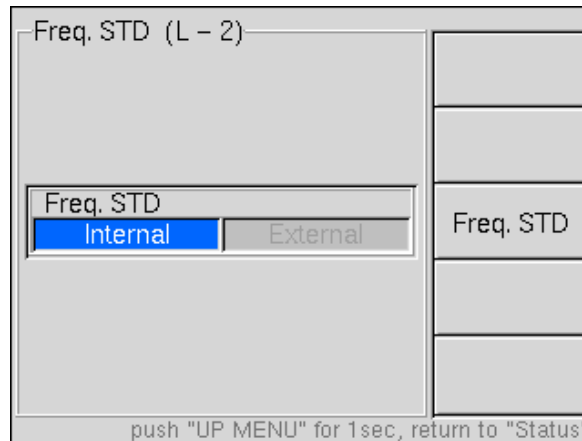 Freq. STD (L – 2)
Freq. STD
Internal External
Freq. STD
push "UP MENU" for 1sec, return to "Status